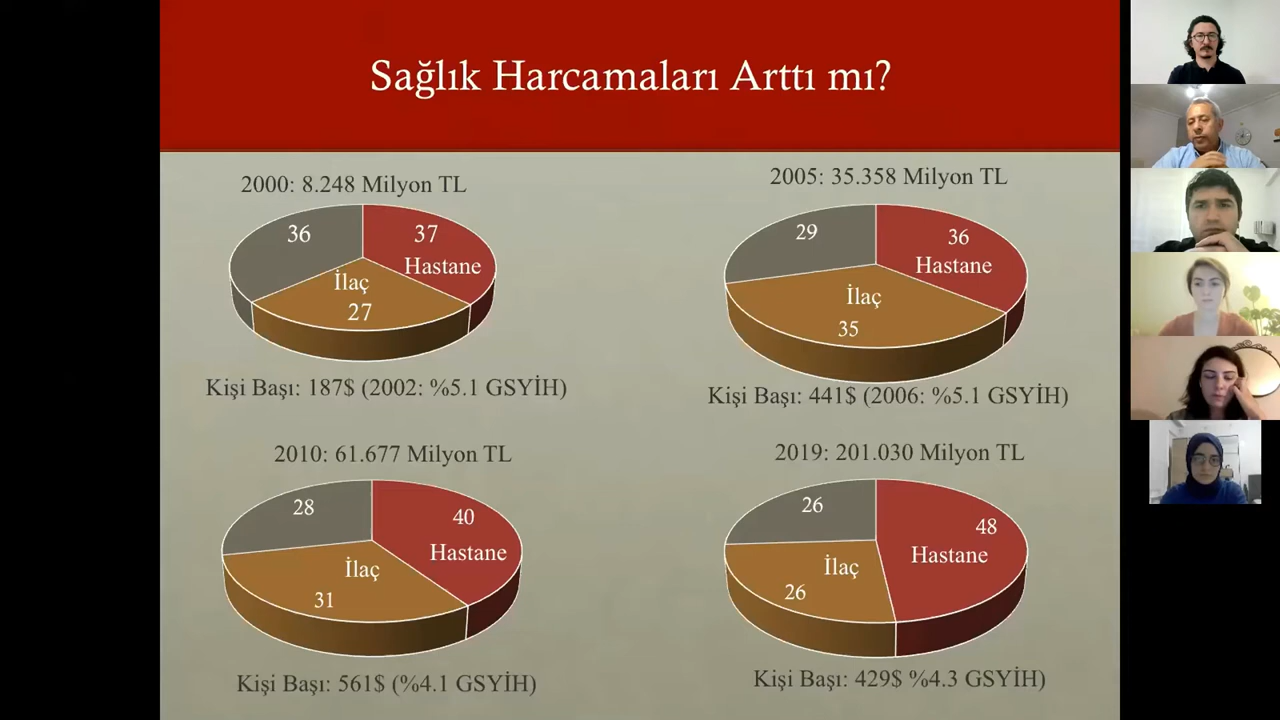 Sağlık Harcamaları Arttı mı?
2000: 8.248 Milyon TL
36
37
Hastane
İlaç
27
Kişi Başı: 187$ (2002: %5.1 GSYİH)
2005: 35.358 Milyon TL
29
36
Hastane
İlaç
35
Kişi Başı: 441$ (2006: %5.1 GSYİH)
2010: 61.677 Milyon TL
28
40
Hastane
İlaç
31
Kişi Başı: 561$ (%4.1 GSYİH)
2019: 201.030 Milyon TL
26
48
Hastane
İlaç
26
Kişi Başı: 429$ %4.3 GSYİH)